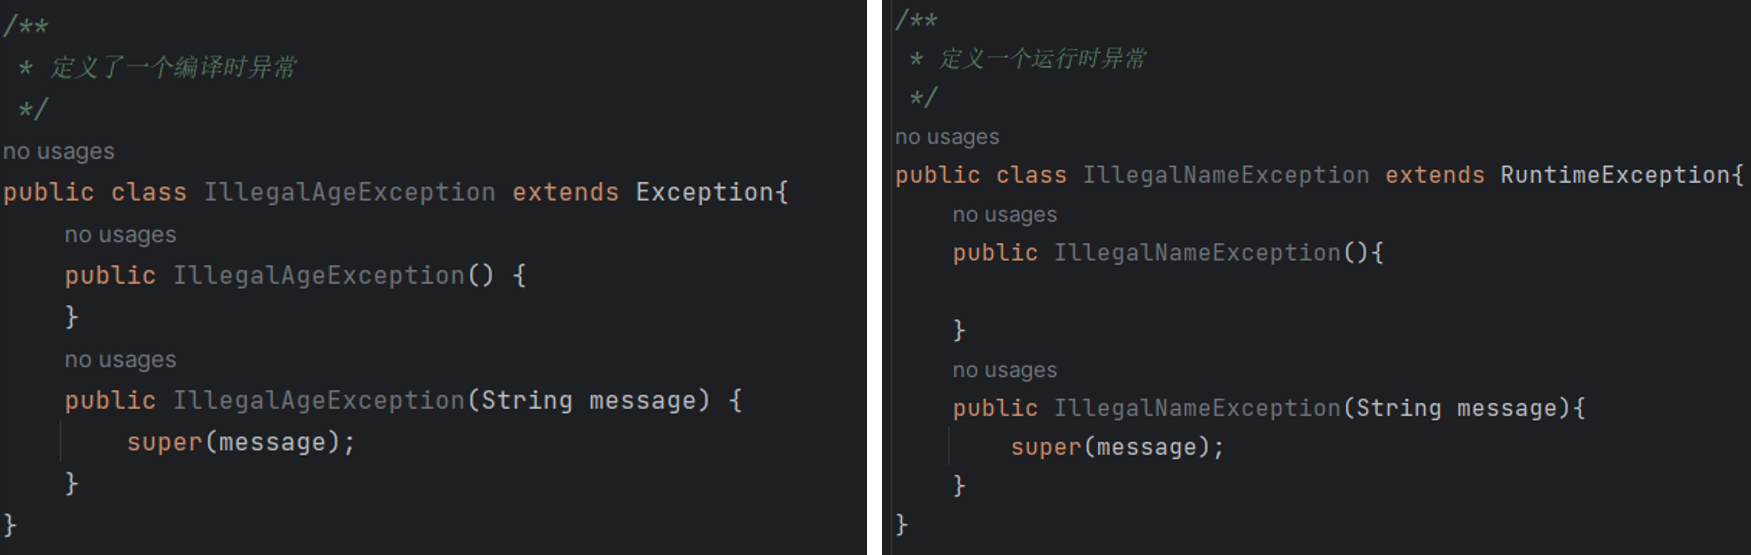 /**
 * 定义了一个编译时异常
 */
no usages
public class IllegalAgeException extends Exception{
    no usages
    public IllegalAgeException() {
    }
    no usages
    public IllegalAgeException(String message) {
        super(message);
    }
}
/**
 * 定义一个运行时异常
 */
no usages
public class IllegalNameException extends RuntimeException{
    no usages
    public IllegalNameException(){
    }
    no usages
    public IllegalNameException(String message){
        super(message);
    }
}